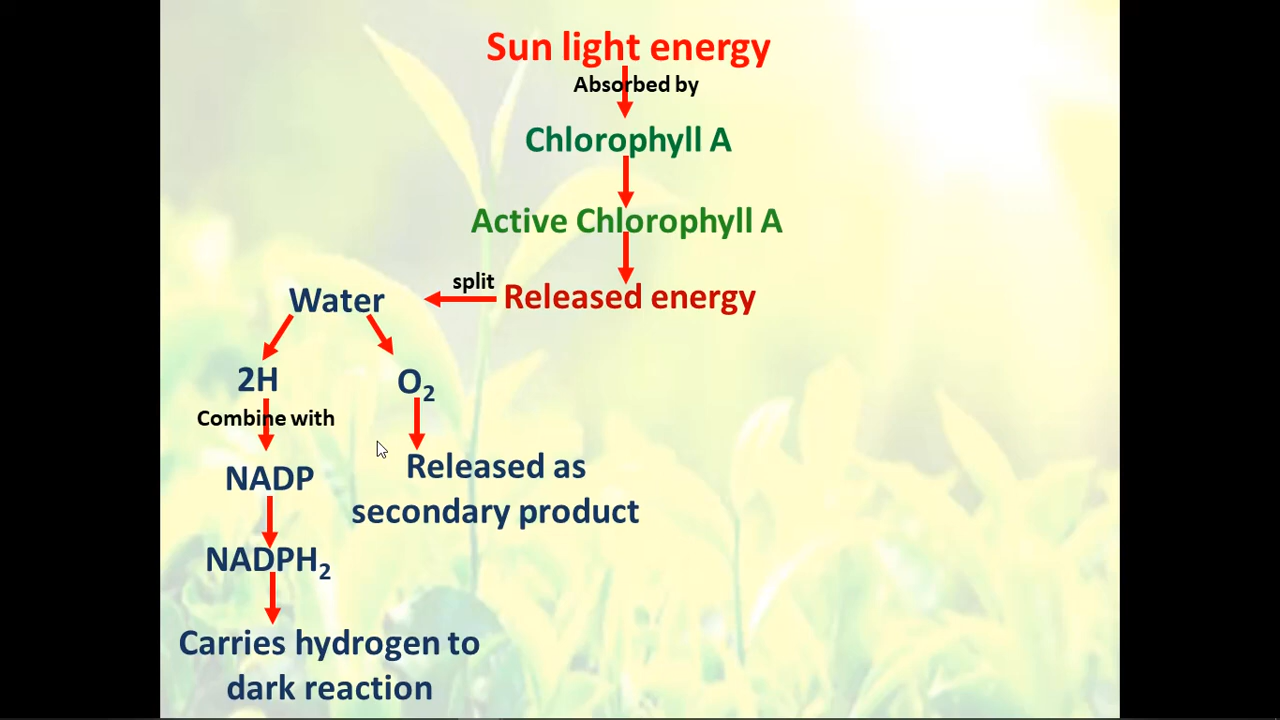 Sun light energy
Absorbed by
Chlorophyll A
Active Chlorophyll A
Released energy
split
Water
2H
O₂
Combine with
NADP
NADPH₂
Carries hydrogen to
dark reaction
Released as
secondary product